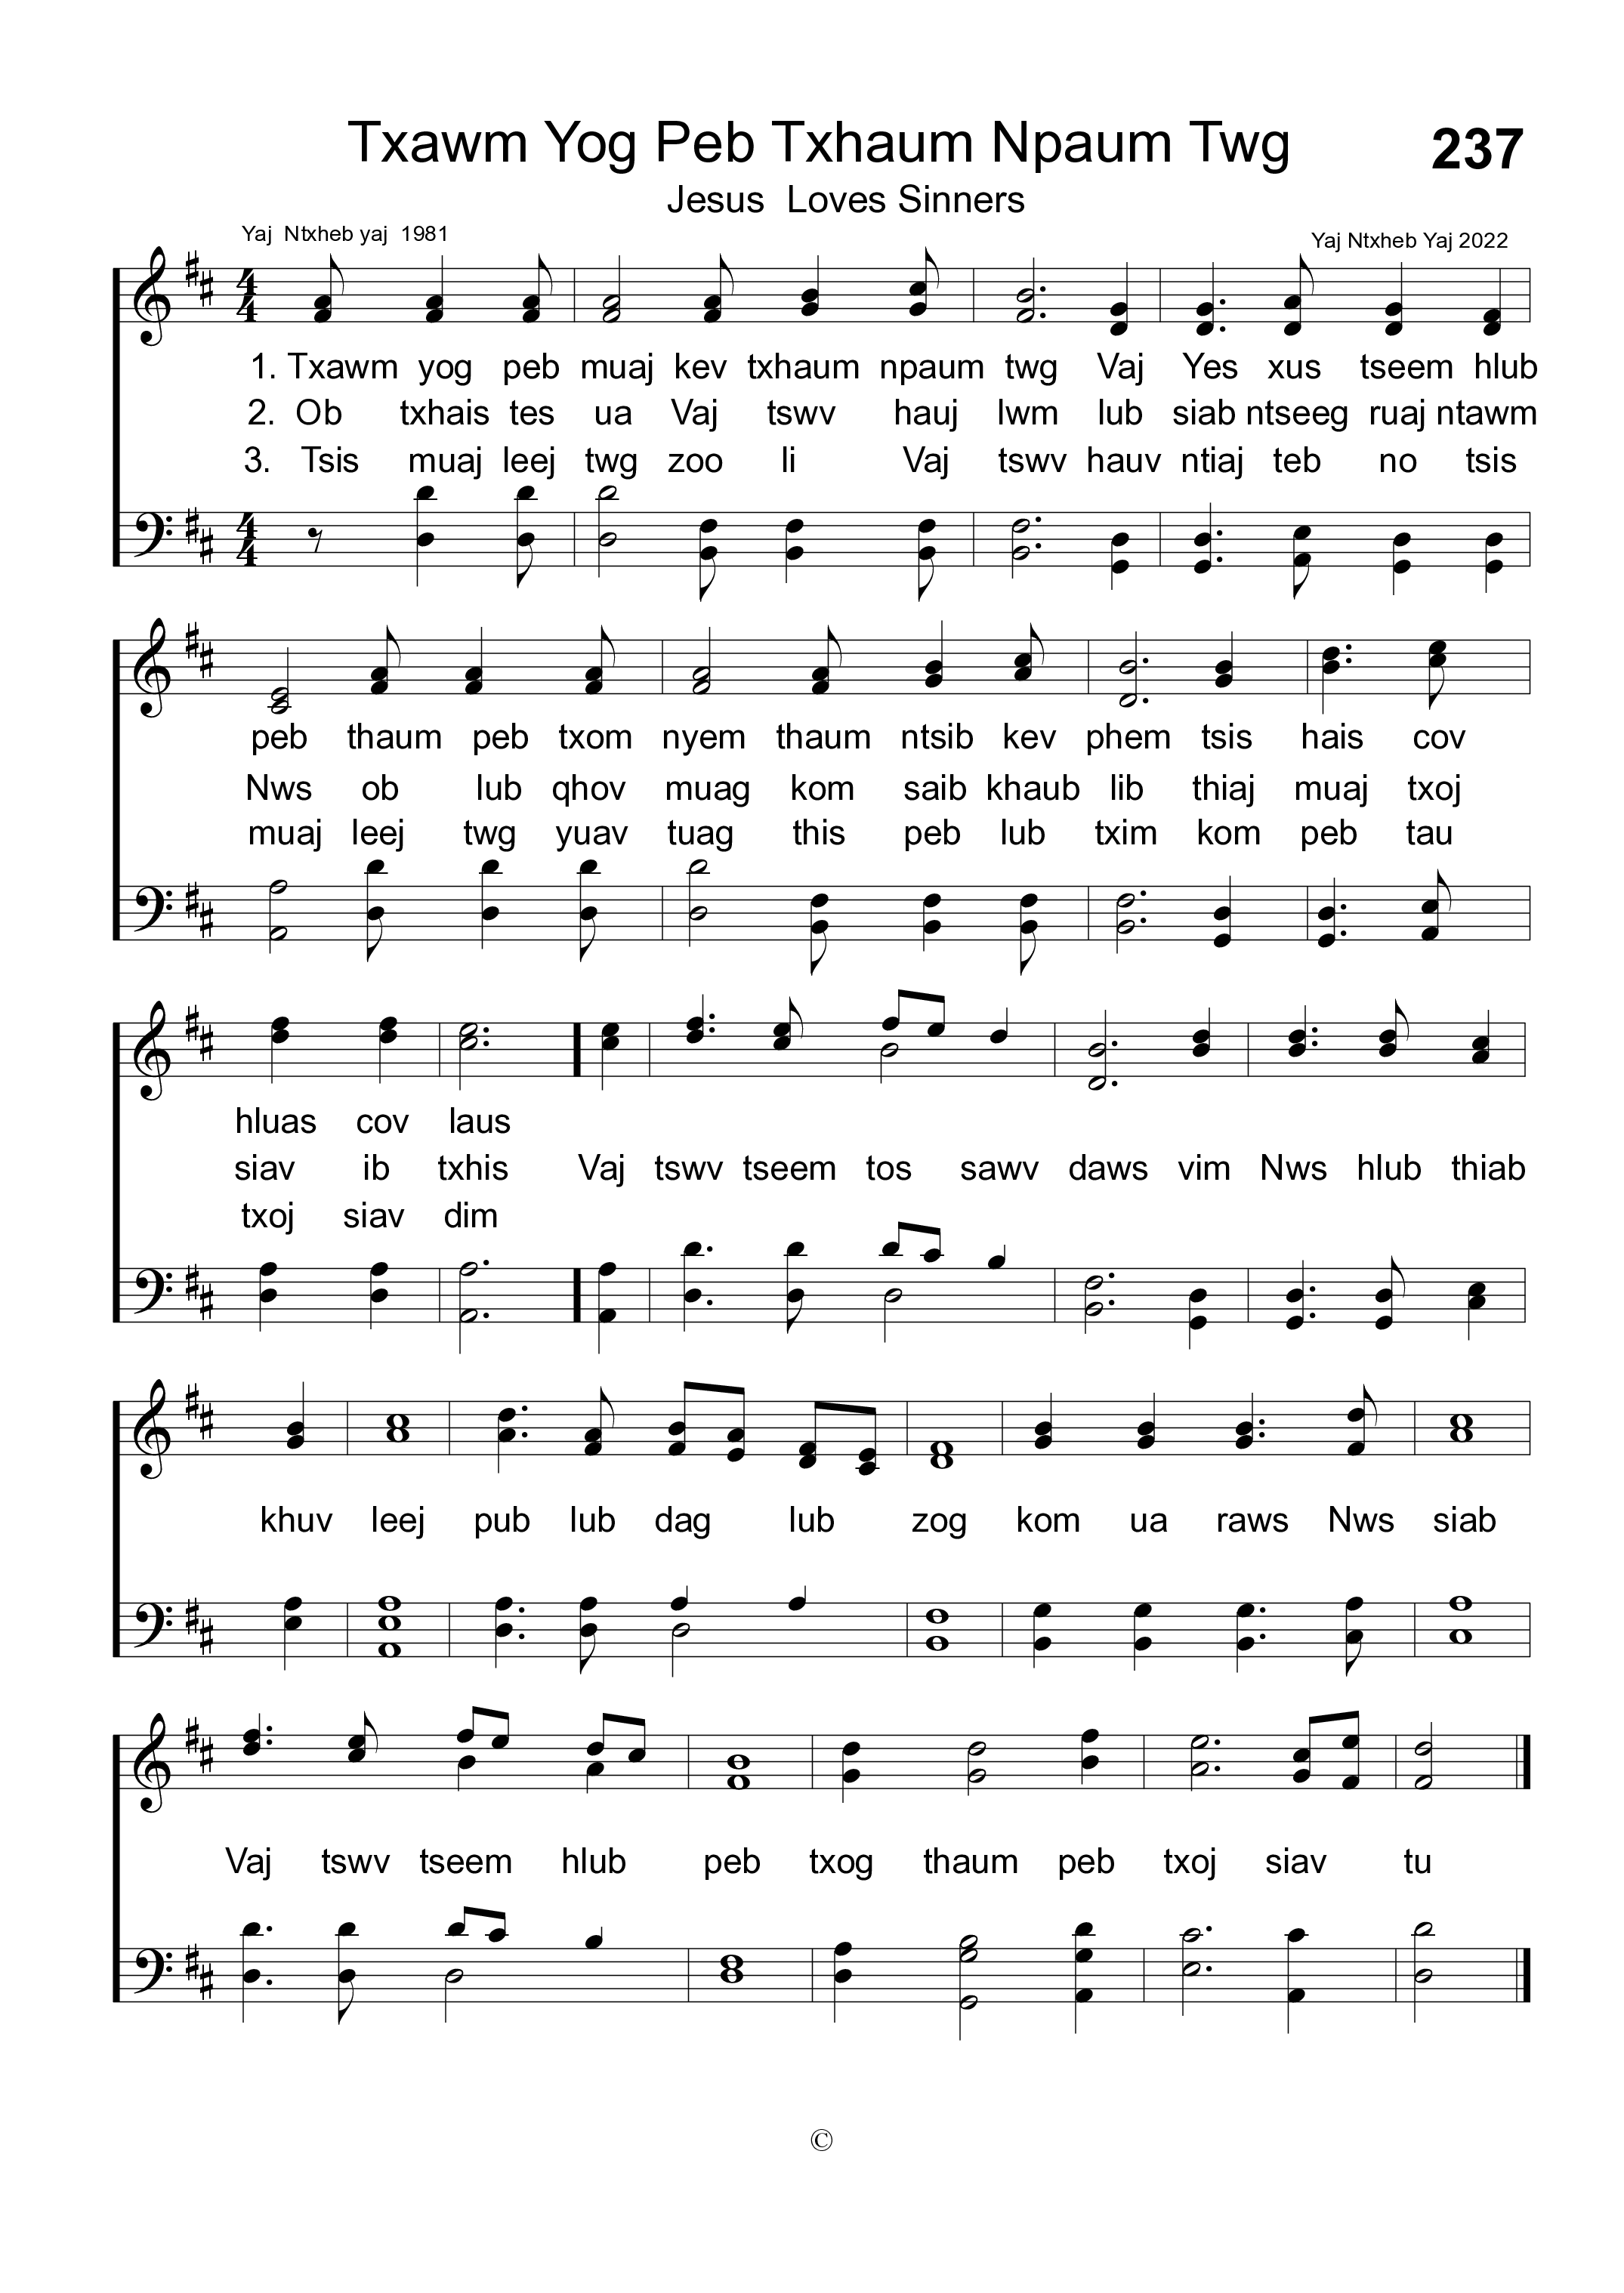 Txawm Yog Peb Txhaum Npaum Twg 237
Jesus Loves Sinners
Yaj Ntxheb yaj 1981
Yaj Ntxheb Yaj 2022
4 4
1. Txawm yog peb muaj kev txhaum npaum twg Vaj Yes xus tseem hlub
2. Ob txhais tes ua Vaj tswv hauj lwm lub siab ntseeg ruaj ntawm
3. Tsis muaj leej twg zoo li Vaj tswv hauv ntiaj teb no tsis
4 4
peb thaum peb txom nyem thaum ntsib kev phem tsis hais cov
Nws ob lub qhov muag kom saib khaub lib thiaj muaj txoj
muaj leej twg yuav tuag this peb lub txim kom peb tau
hluas cov laus
siav ib txhis Vaj tswv tseem tos sawv daws vim Nws hlub thiab
txoj siav dim
khuv leej pub lub dag lub zog kom ua raws Nws siab
Vaj tswv tseem hlub peb txog thaum peb txoj siav tu
©